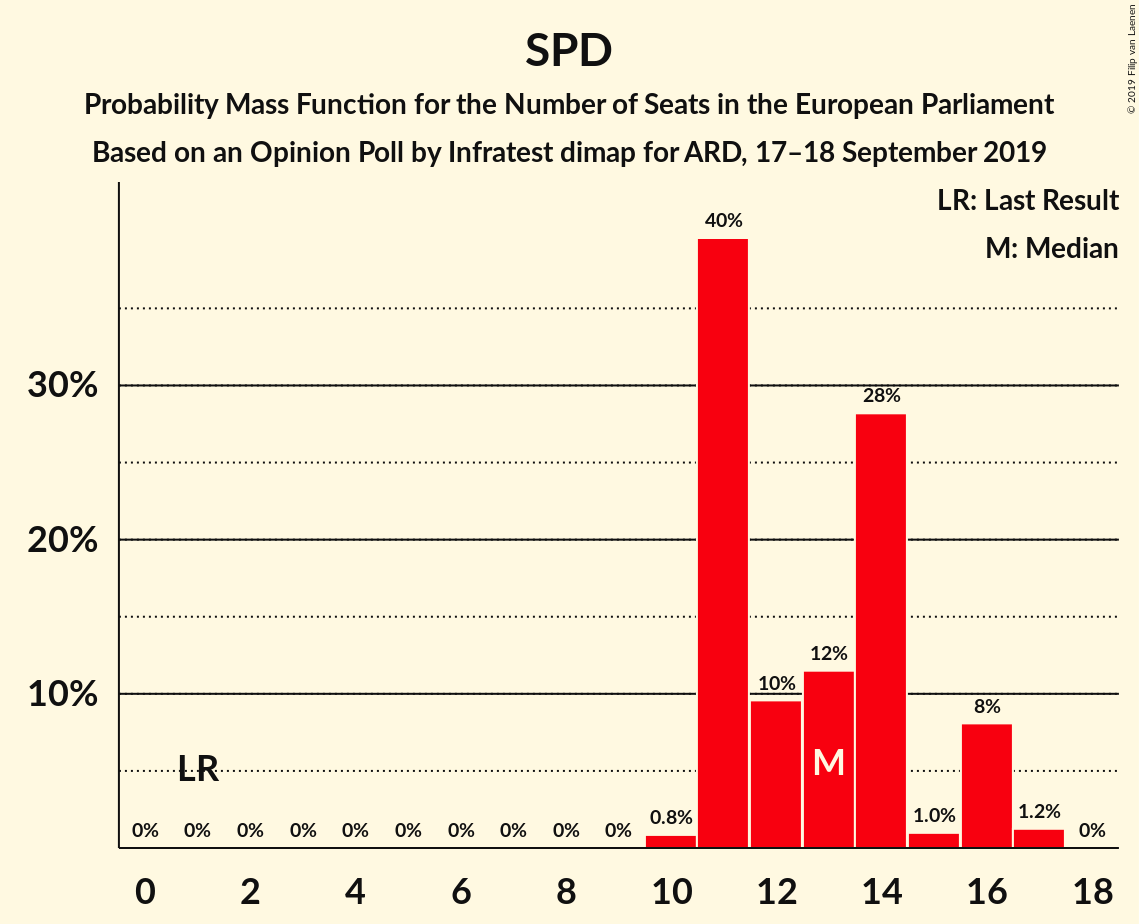 © 2019 Filip van Laenen
SPD
Probability Mass Function for the Number of Seats in the European Parliament
Based on an Opinion Poll by Infratest dimap for ARD, 17–18 September 2019
LR: Last Result
M: Median
40%
30%
28%
20%
12%
10%
10%
8%
M
LR
0% 0% 0% 0% 0% 0% 0% 0% 0% 0% 0.8% 1.0% 1.2% 0%
0 2 4 6 8 10 12 14 16 18